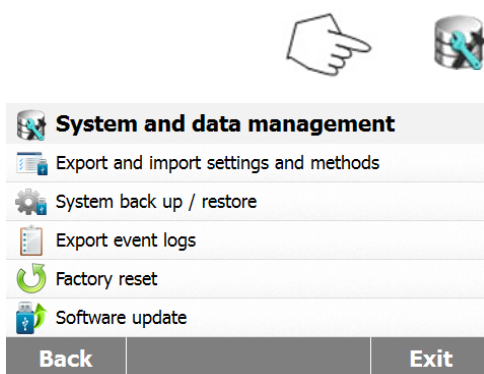 System and data management
Export and import settings and methods
System back up / restore
Export event logs
Factory reset
Software update
Back Exit